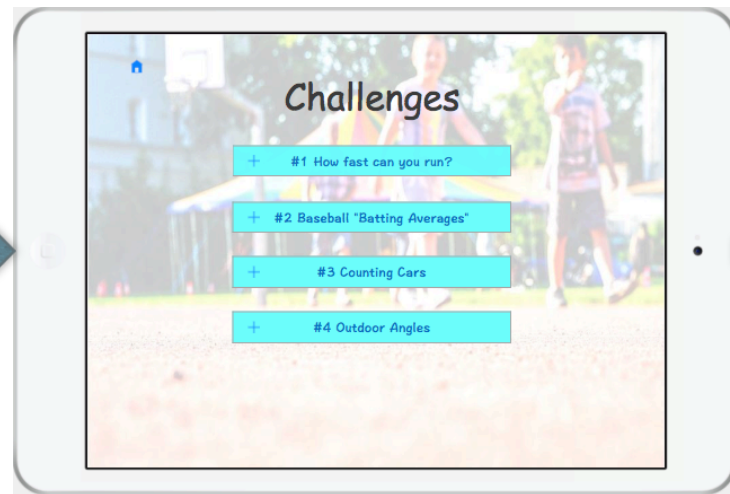 Challenges
#1 How fast can you run?
#2 Baseball "Batting Averages"
#3 Counting Cars
#4 Outdoor Angles